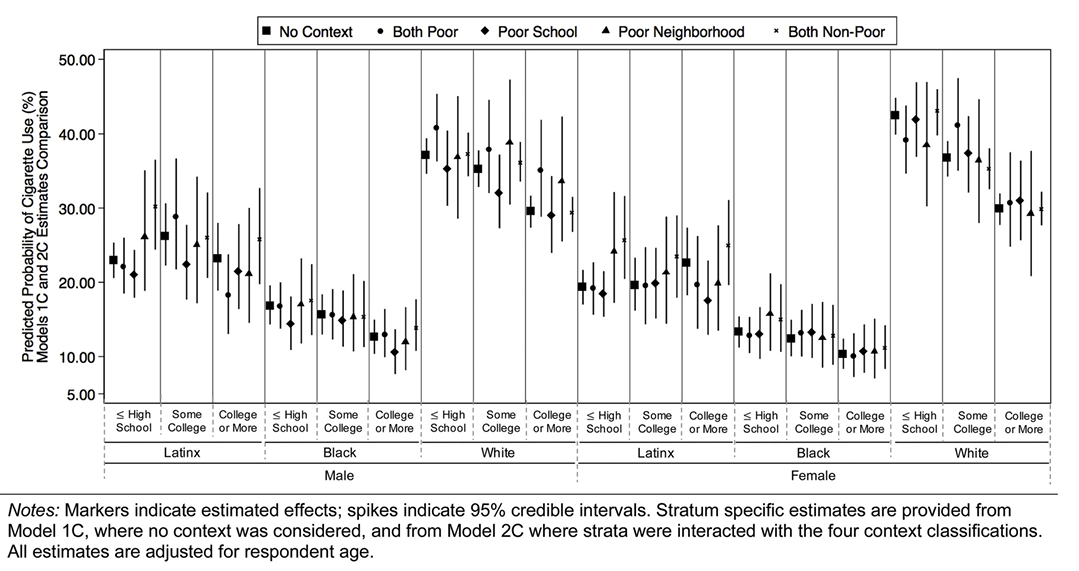 No Context Both Poor Poor School Poor Neighborhood Both Non-Poor
Predicted Probability of Cigarette Use (%)
Models 1C and 2C Estimates Comparison
50.00
40.00
30.00
20.00
10.00
5.00
≤ High Some College ≤ High Some College ≤ High Some College ≤ High Some College ≤ High Some College ≤ High Some College
School College or More School College or More School College or More School College or More School College or More School College or More
Latinx Black White Latinx Black White
Male Female
Notes: Markers indicate estimated effects; spikes indicate 95% credible intervals. Stratum specific estimates are provided from
Model 1C, where no context was considered, and from Model 2C where strata were interacted with the four context classifications.
All estimates are adjusted for respondent age.